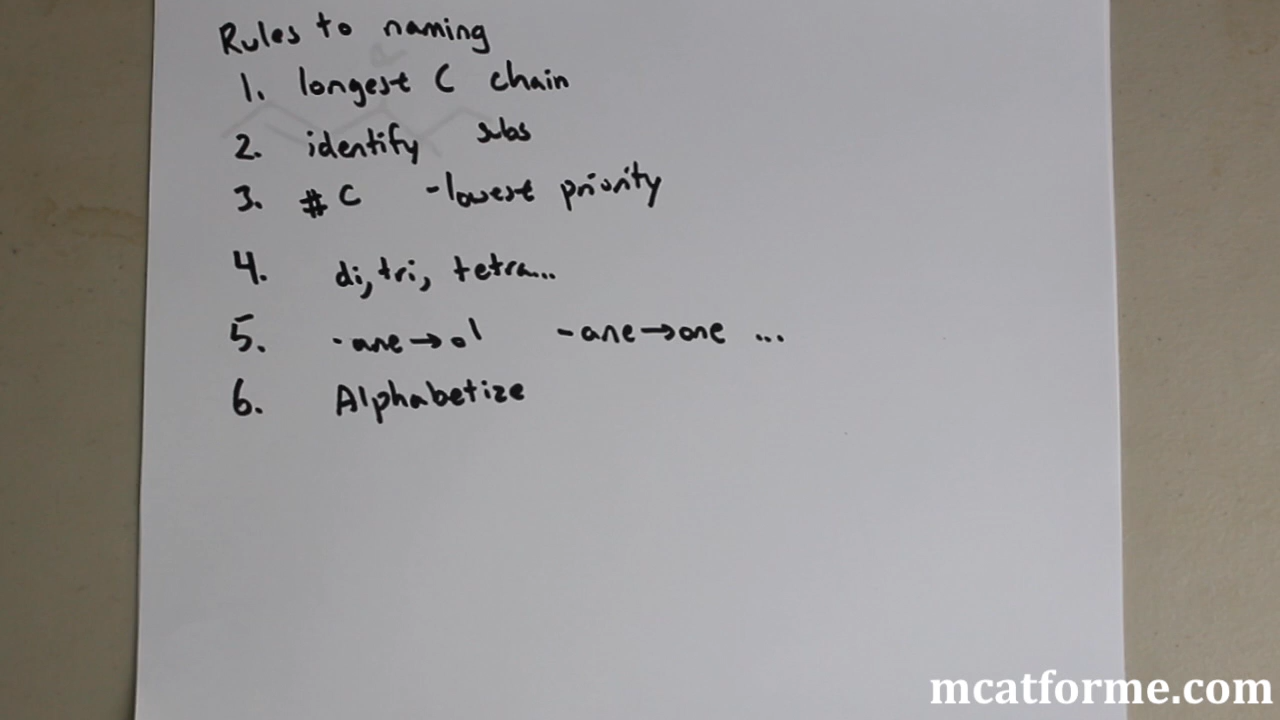 Rules to naming
1. longest C chain
2. identify subs
3. #C -lowest priority
4. di, tri, tetra...
5. -ane→ol -ane→one ...
6. Alphabetize
mcatforme.com